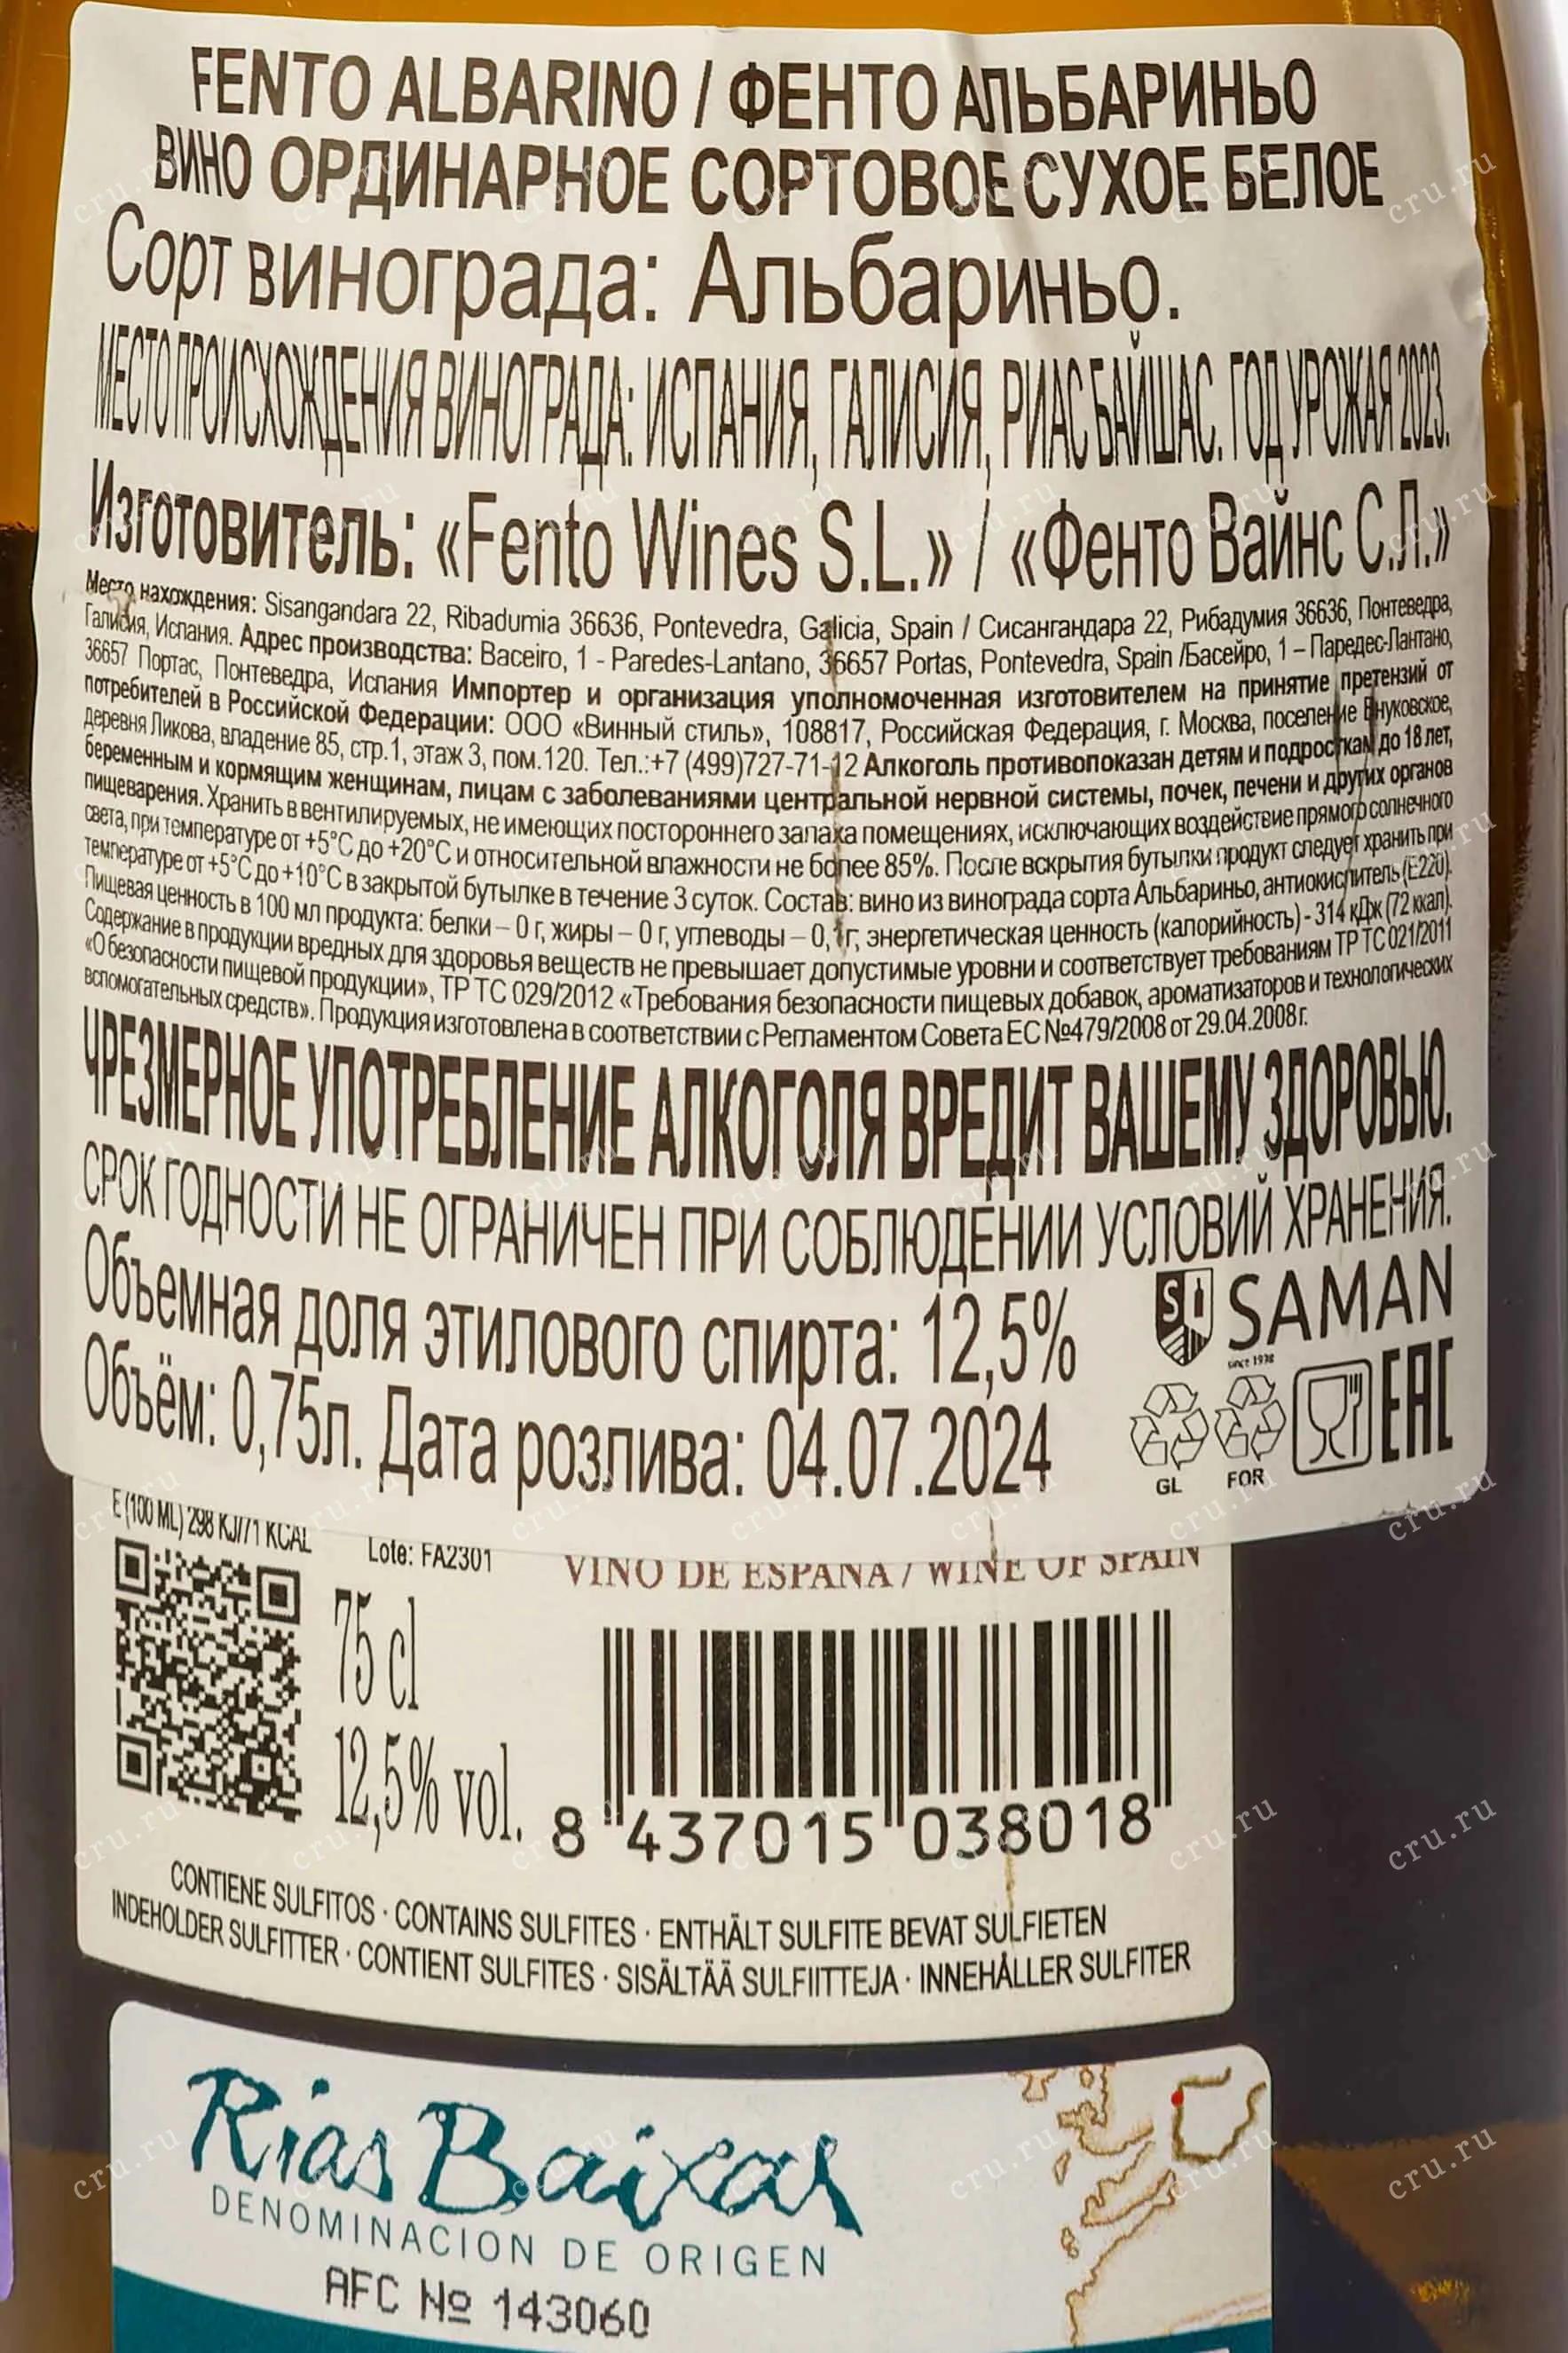 FENTO ALBARINO / ФЕНТО АЛЬБАРИНЬО
ВИНО ОРДИНАРНОЕ СОРТОВОЕ СУХОЕ БЕЛОЕ
Сорт винограда: Альбариньо.
МЕСТО ПРОИСХОЖДЕНИЯ ВИНОГРАДА: ИСПАНИЯ, ГАЛИСИЯ, РИАС БАЙШАС. ГОД УРОЖАЯ 2023.
Изготовитель: «Fento Wines S.L.» / «Фенто Вайнс С.Л.»
Место нахождения: Sisangandara 22, Ribadumia 36636, Pontevedra, Galicia, Spain / Сисангандара 22, Рибадумия 36636, Понтеведра,
Галисия, Испания. Адрес производства: Baceiro, 1 - Paredes-Lantano, 36657 Portas, Pontevedra, Spain /Басейро, 1 – Паредес-Лантано,
36657 Портас, Понтеведра, Испания Импортер и организация уполномоченная изготовителем на принятие претензий от
потребителей в Российской Федерации: ООО «Винный стиль», 108817, Российская Федерация, г. Москва, поселение Внуковское,
деревня Ликова, владение 85, стр.1, этаж 3, пом.120. Тел.:+7 (499)727-71-12 Алкоголь противопоказан детям и подросткам до 18 лет,
беременным и кормящим женщинам, лицам с заболеваниями центральной нервной системы, почек, печени и других органов
пищеварения. Хранить в вентилируемых, не имеющих постороннего запаха помещениях, исключающих воздействие прямого солнечного
света, при температуре от +5°С до +20°С и относительной влажности не более 85%. После вскрытия бутылки продукт следует хранить при
температуре от +5°С до +10°С в закрытой бутылке в течение 3 суток. Состав: вино из винограда сорта Альбариньо, антиокислитель (Е220).
Пищевая ценность в 100 мл продукта: белки – 0 г, жиры – 0 г, углеводы – 0,1г, энергетическая ценность (калорийность) - 314 кДж (72 ккал).
Содержание в продукции вредных для здоровья веществ не превышает допустимые уровни и соответствует требованиям ТР ТС 021/2011
«О безопасности пищевой продукции», ТР ТС 029/2012 «Требования безопасности пищевых добавок, ароматизаторов и технологических
вспомогательных средств». Продукция изготовлена в соответствии с Регламентом Совета ЕС №479/2008 от 29.04.2008 г.
ЧРЕЗМЕРНОЕ УПОТРЕБЛЕНИЕ АЛКОГОЛЯ ВРЕДИТ ВАШЕМУ ЗДОРОВЬЮ.
СРОК ГОДНОСТИ НЕ ОГРАНИЧЕН ПРИ СОБЛЮДЕНИИ УСЛОВИЙ ХРАНЕНИЯ.
Объемная доля этилового спирта: 12,5%
SAMAN
since 1998
Объём: 0,75л. Дата розлива: 04.07.2024
GL
FOR
EAC
E (100 ML) 298 KJ/71 KCAL
Lote: FA2301
VINO DE ESPAÑA / WINE OF SPAIN
75 cl
12,5% vol.
8 437015 038018
CONTIENE SULFITOS · CONTAINS SULFITES · ENTHÄLT SULFITE BEVAT SULFIETEN
INDEHOLDER SULFITTER · CONTIENT SULFITES · SISÄLTÄÄ SULFIITTEJA · INNEHÅLLER SULFITER
Rias Baixas
DENOMINACION DE ORIGEN
AFC № 143060
cru.ru